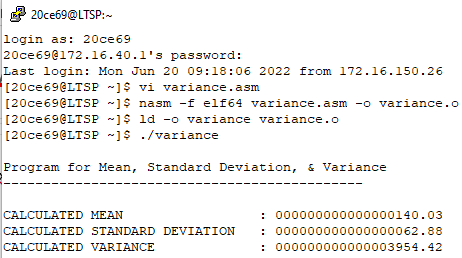 20ce69@LTSP:~
login as: 20ce69
20ce69@172.16.40.1's password:
Last login: Mon Jun 20 09:18:06 2022 from 172.16.150.26
[20ce69@LTSP ~]$ vi variance.asm
[20ce69@LTSP ~]$ nasm -f elf64 variance.asm -o variance.o
[20ce69@LTSP ~]$ ld -o variance variance.o
[20ce69@LTSP ~]$ ./variance
Program for Mean, Standard Deviation, & Variance
---------------------------------------------
CALCULATED MEAN : 000000000000000140.03
CALCULATED STANDARD DEVIATION : 000000000000000062.88
CALCULATED VARIANCE : 000000000000003954.42